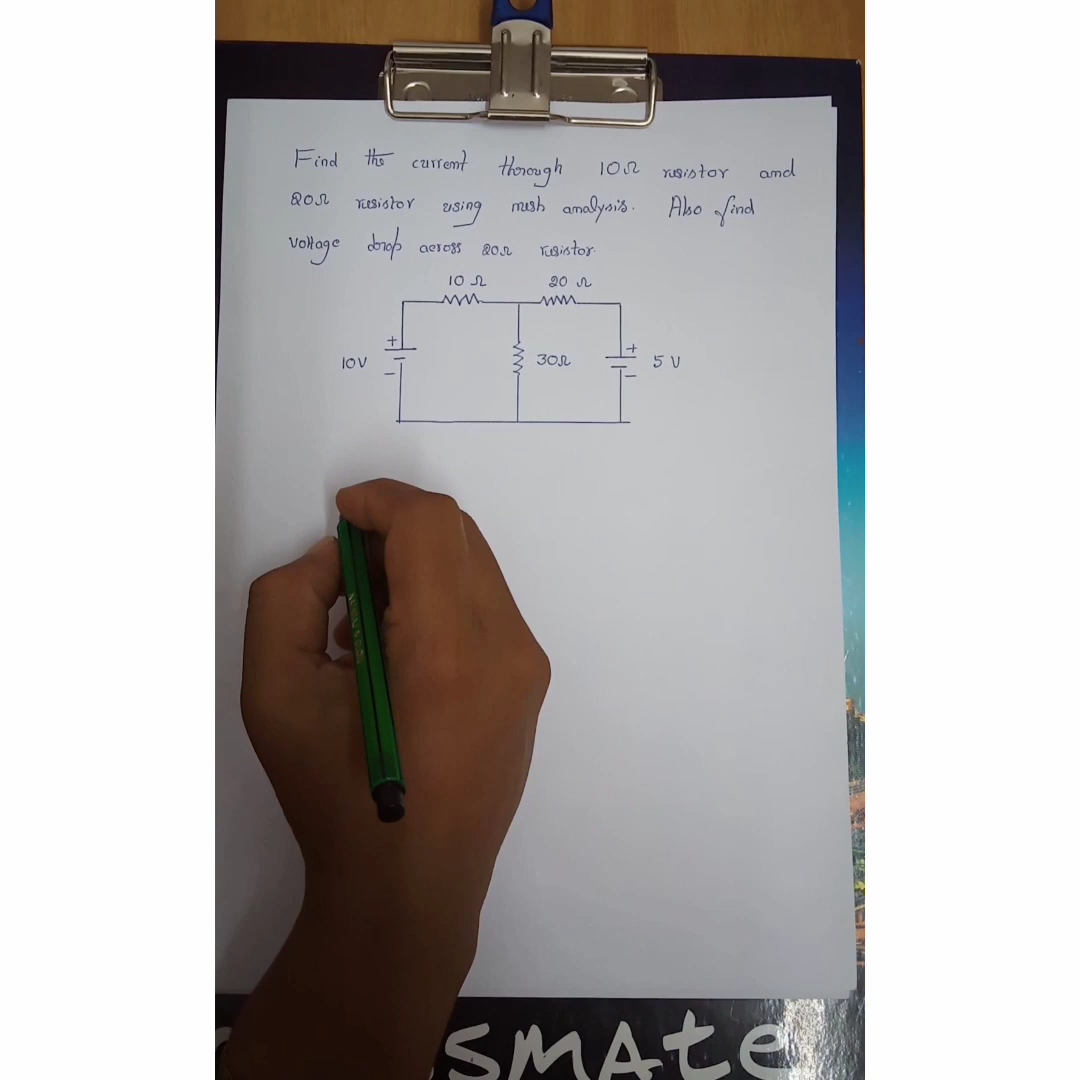 Find the current through 10Ω resistor and
20Ω resistor using mesh analysis. Also find
voltage drop across 20Ω resistor.
10 Ω 20 Ω
+ +
10V 30Ω 5 V
- -
SMATE